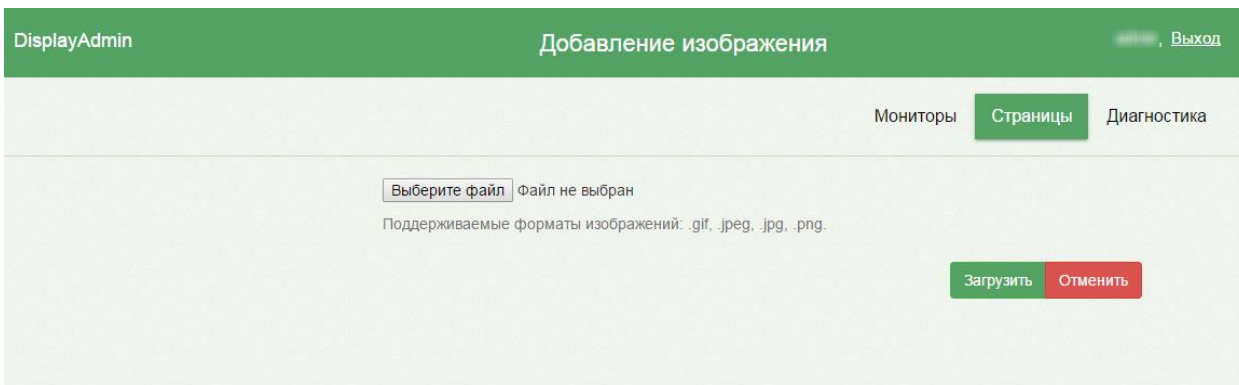 DisplayAdmin
Добавление изображения
, Выход
Мониторы Страницы Диагностика
Выберите файл Файл не выбран
Поддерживаемые форматы изображений: .gif, .jpeg, .jpg, .png.
Загрузить Отменить